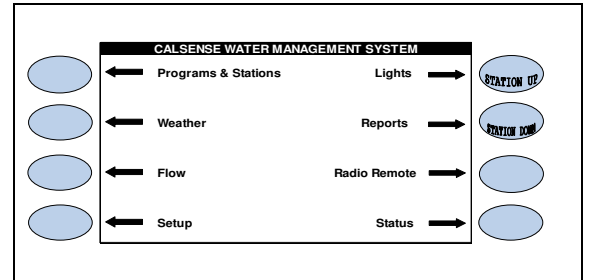 CALSENSE WATER MANAGEMENT SYSTEM
Programs & Stations Lights STATION UP
Weather Reports STATION DOWN
Flow Radio Remote
Setup Status